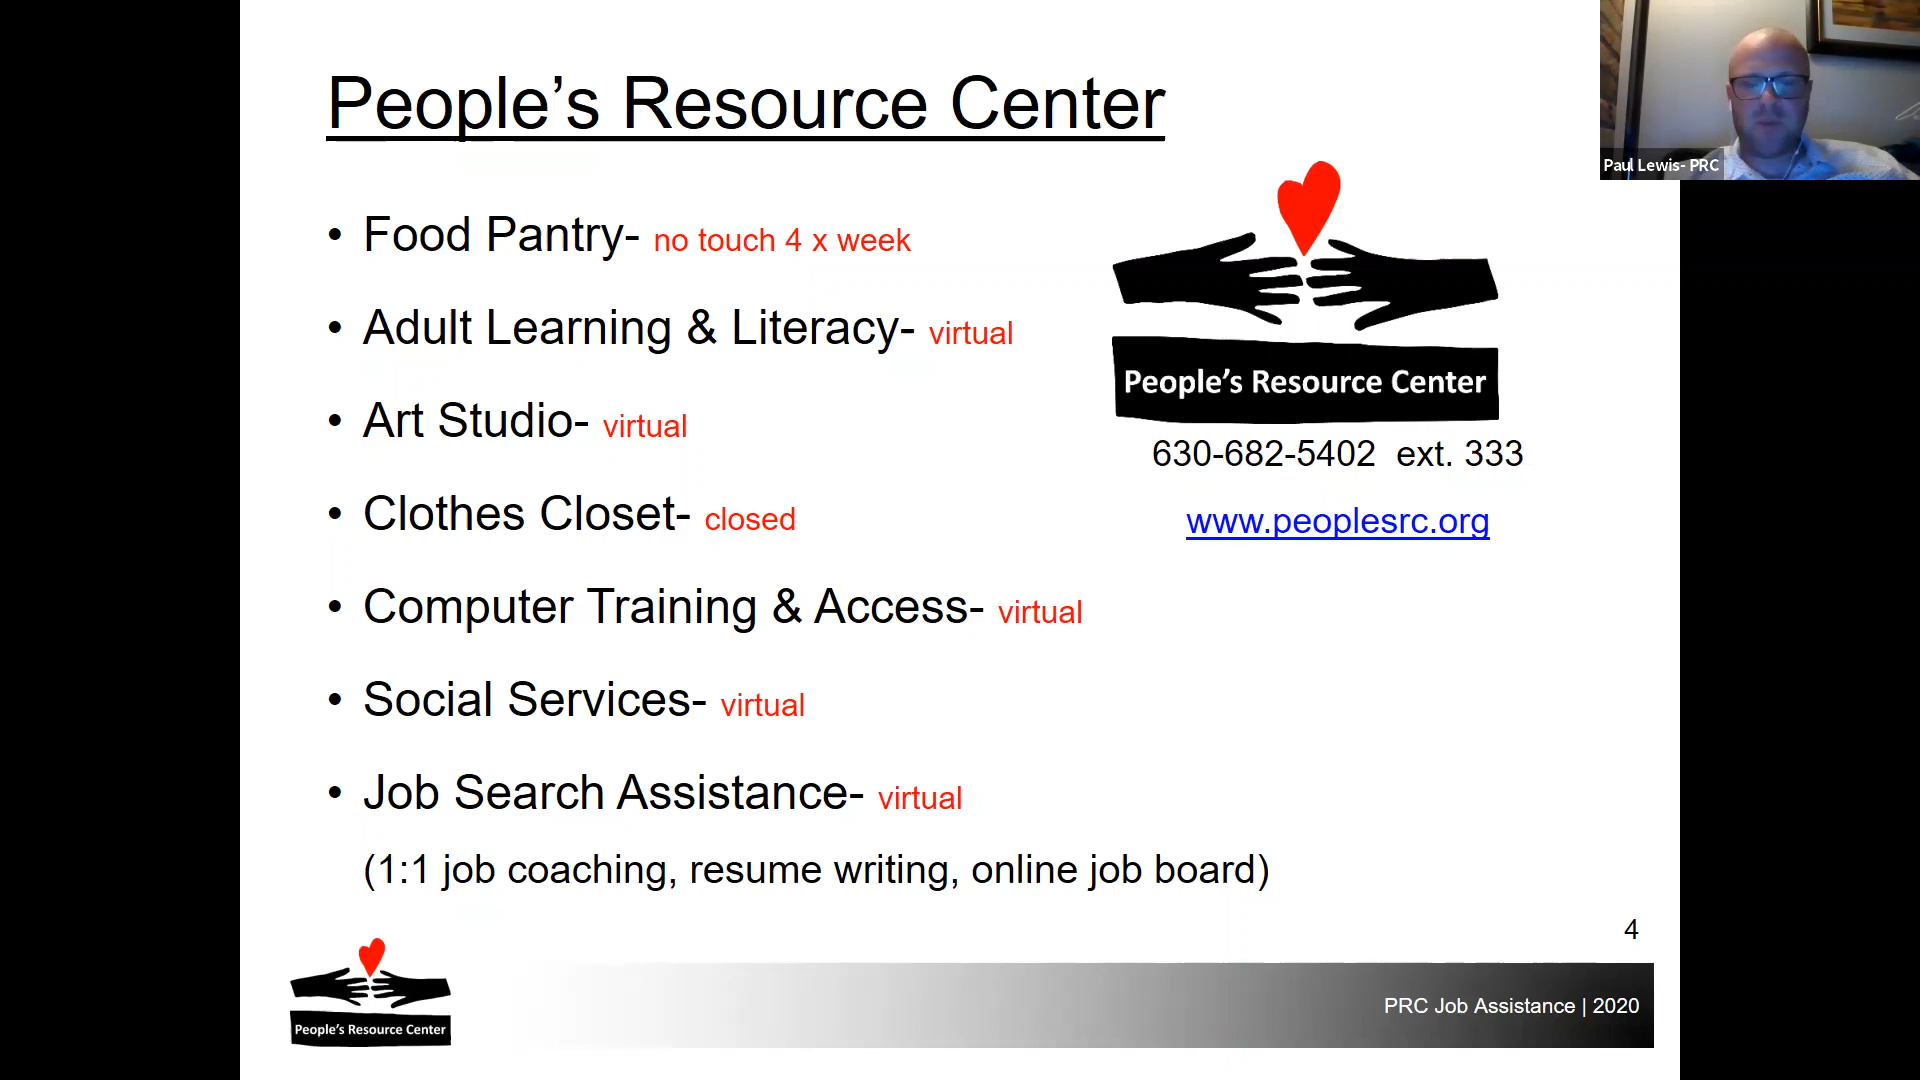 People’s Resource Center
Paul Lewis- PRC
• Food Pantry- no touch 4 x week
• Adult Learning & Literacy- virtual
• Art Studio- virtual
• Clothes Closet- closed
• Computer Training & Access- virtual
• Social Services- virtual
• Job Search Assistance- virtual
(1:1 job coaching, resume writing, online job board)
People’s Resource Center
630-682-5402 ext. 333
www.peoplesrc.org
4
People’s Resource Center
PRC Job Assistance | 2020